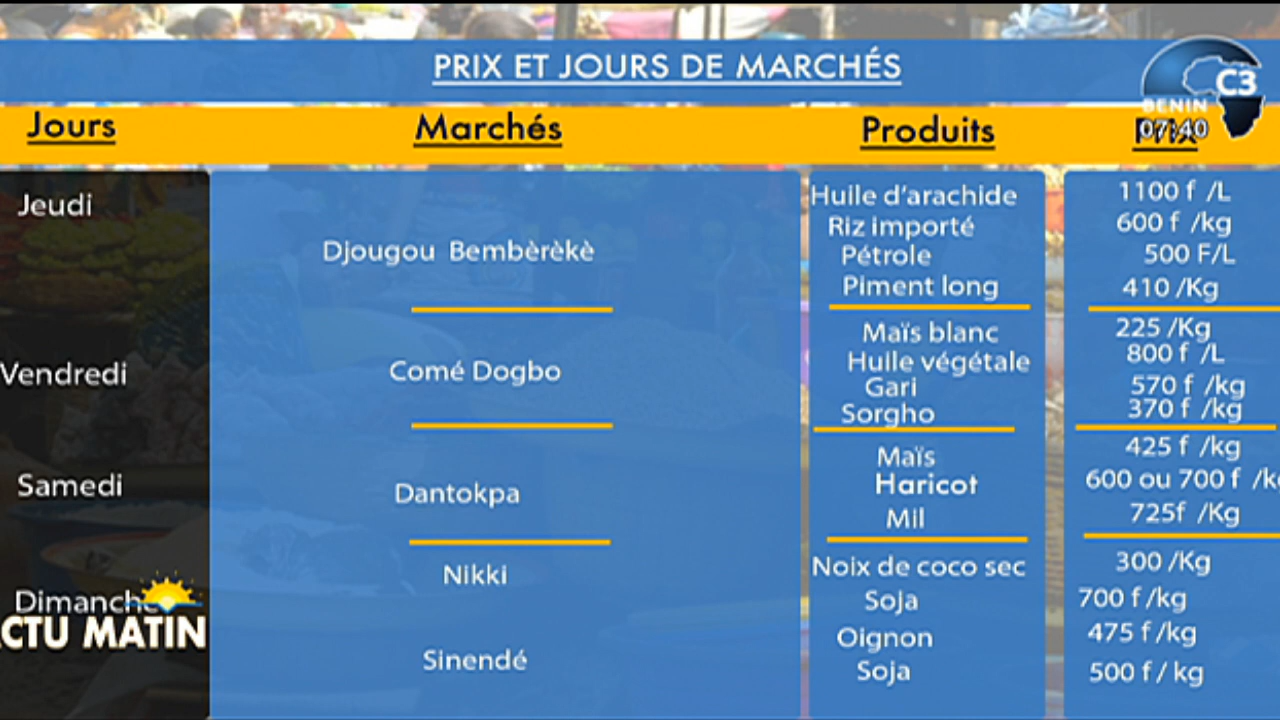 PRIX ET JOURS DE MARCHÉS
C3
BENIN
07:40
Jours Marchés Produits Prix
Jeudi
Djougou Bembèrèkè
Huile d'arachide 1100 f /L
Riz importé 600 f /kg
Pétrole 500 F/L
Piment long 410 /Kg
Vendredi
Comé Dogbo
Maïs blanc 225 /Kg
Huile végétale 800 f /L
Gari 570 f /kg
Sorgho 370 f /kg
Samedi
Dantokpa
Maïs 425 f /kg
Haricot 600 ou 700 f /k
Mil 725f /Kg
Dimanche
Nikki
Noix de coco sec 300 /Kg
Soja 700 f /kg
Sinendé
Oignon 475 f /kg
Soja 500 f / kg
CTU MATIN